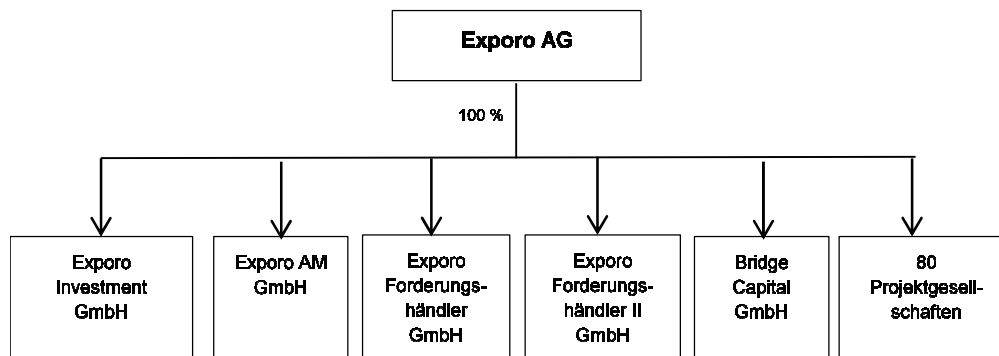 Exporo AG
100 %
Exporo
Investment
GmbH
Exporo AM
GmbH
Exporo
Forderungs-
händler
GmbH
Exporo
Forderungs-
händler II
GmbH
Bridge
Capital
GmbH
80
Projektgesell-
schaften